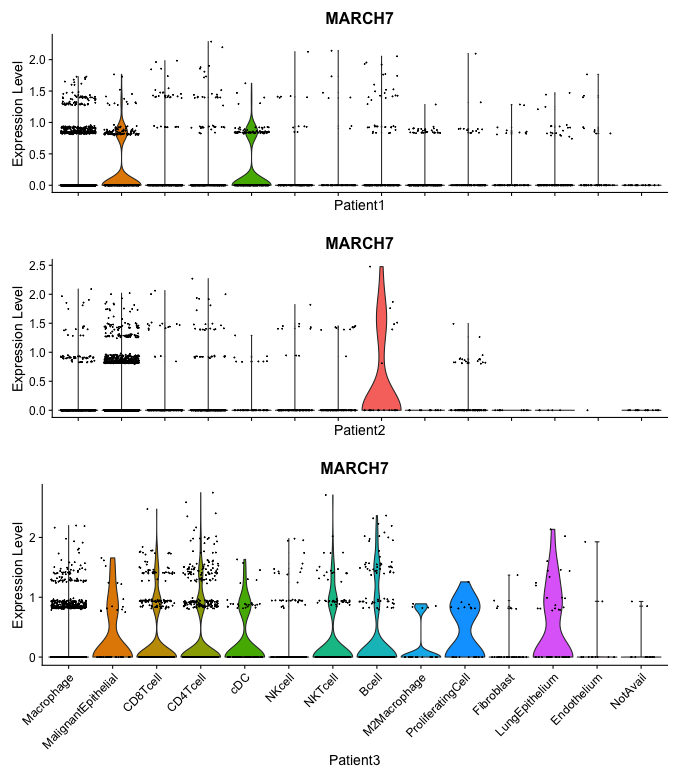 MARCH7
Expression Level
2.0
1.5
1.0
0.5
0.0
Patient1
MARCH7
Expression Level
2.5
2.0
1.5
1.0
0.5
0.0
Patient2
MARCH7
Expression Level
2
1
0
Macrophage
MalignantEpithelial
CD8Tcell
CD4Tcell
cDC
NKcell
NKTcell
Bcell
M2Macrophage
ProliferatingCell
Fibroblast
LungEpithelium
Endothelium
NotAvail
Patient3